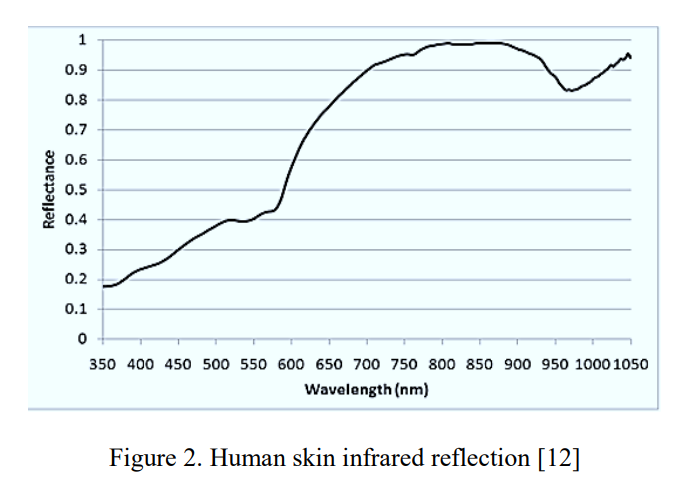 1
0.9
0.8
0.7
0.6
0.5
0.4
0.3
0.2
0.1
0
Reflectance
350 400 450 500 550 600 650 700 750 800 850 900 950 1000 1050
Wavelength (nm)
Figure 2. Human skin infrared reflection [12]